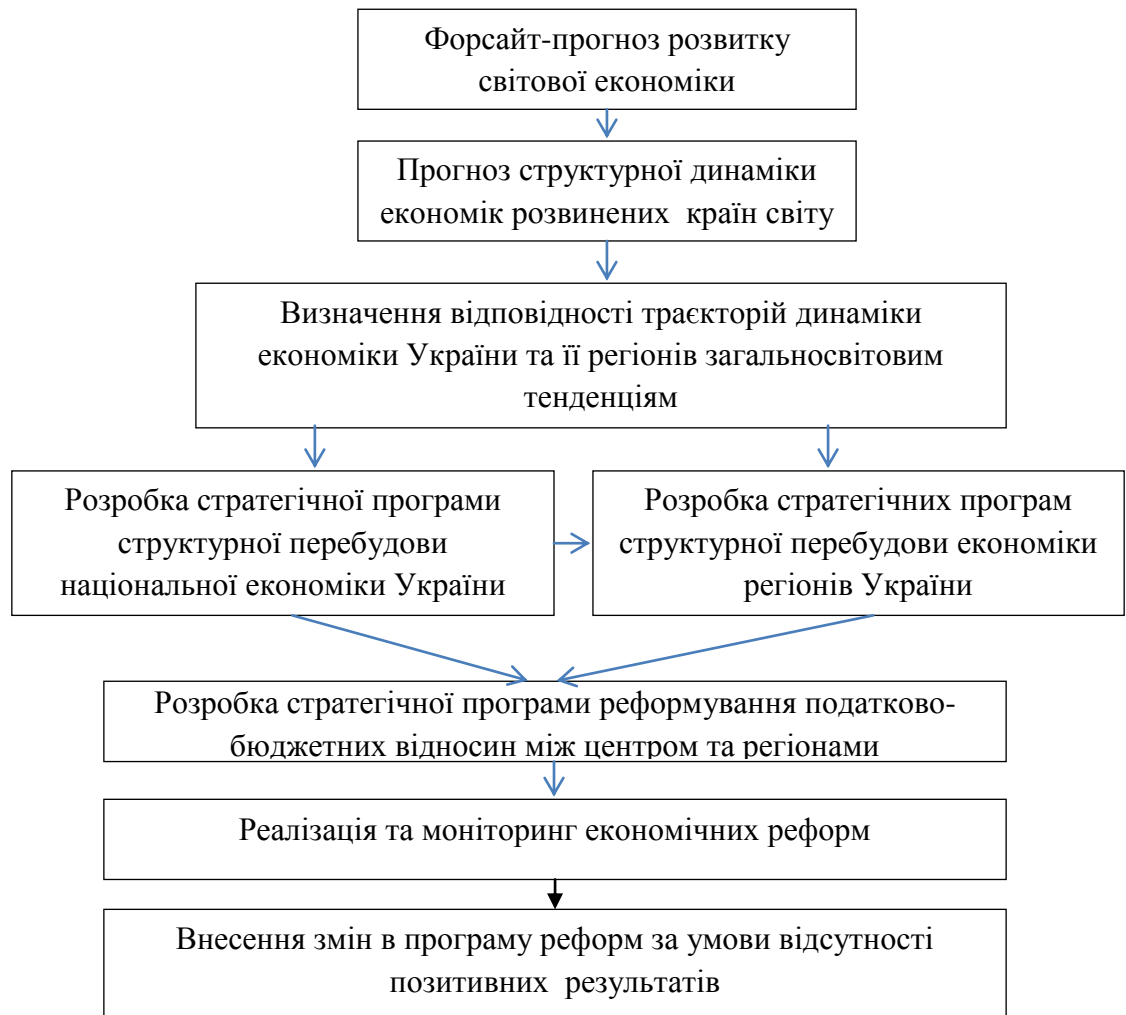 Форсайт-прогноз розвитку
світової економіки
Прогноз структурної динаміки
економік розвинених  країн світу
Визначення відповідності траєкторій динаміки
економіки України та її регіонів загальносвітовим
тенденціям
Розробка стратегічної програми
структурної перебудови
національної економіки України
Розробка стратегічних програм
структурної перебудови економіки
регіонів України
Розробка стратегічної програми реформування податково-
бюджетних відносин між центром та регіонами
Реалізація та моніторинг економічних реформ
Внесення змін в програму реформ за умови відсутності
позитивних  результатів